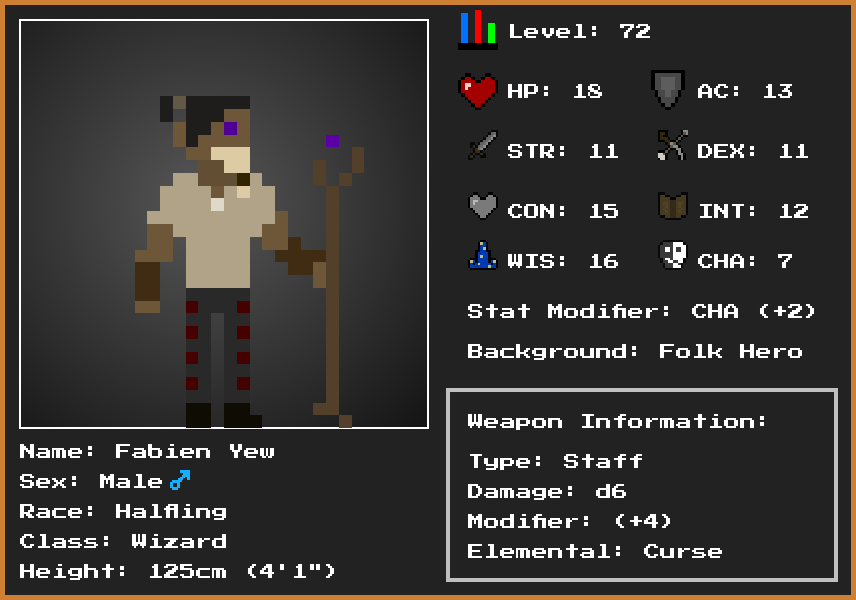 Level: 72
HP: 18
AC: 13
STR: 11
DEX: 11
CON: 15
INT: 12
WIS: 16
CHA: 7
Stat Modifier: CHA (+2)
Background: Folk Hero
Weapon Information:
Type: Staff
Damage: d6
Modifier: (+4)
Elemental: Curse
Name: Fabien Yew
Sex: Male ♂
Race: Halfling
Class: Wizard
Height: 125cm (4'1")